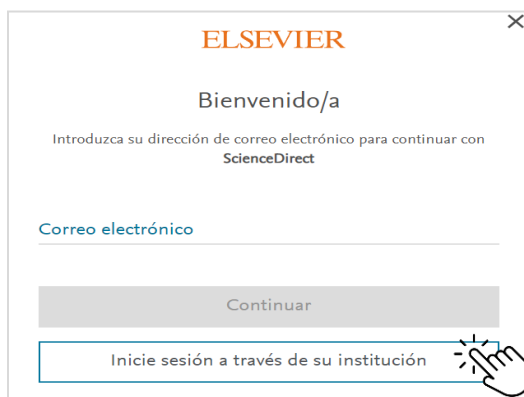 ELSEVIER
Bienvenido/a
Introduzca su dirección de correo electrónico para continuar con
ScienceDirect
Correo electrónico
Continuar
Inicie sesión a través de su institución